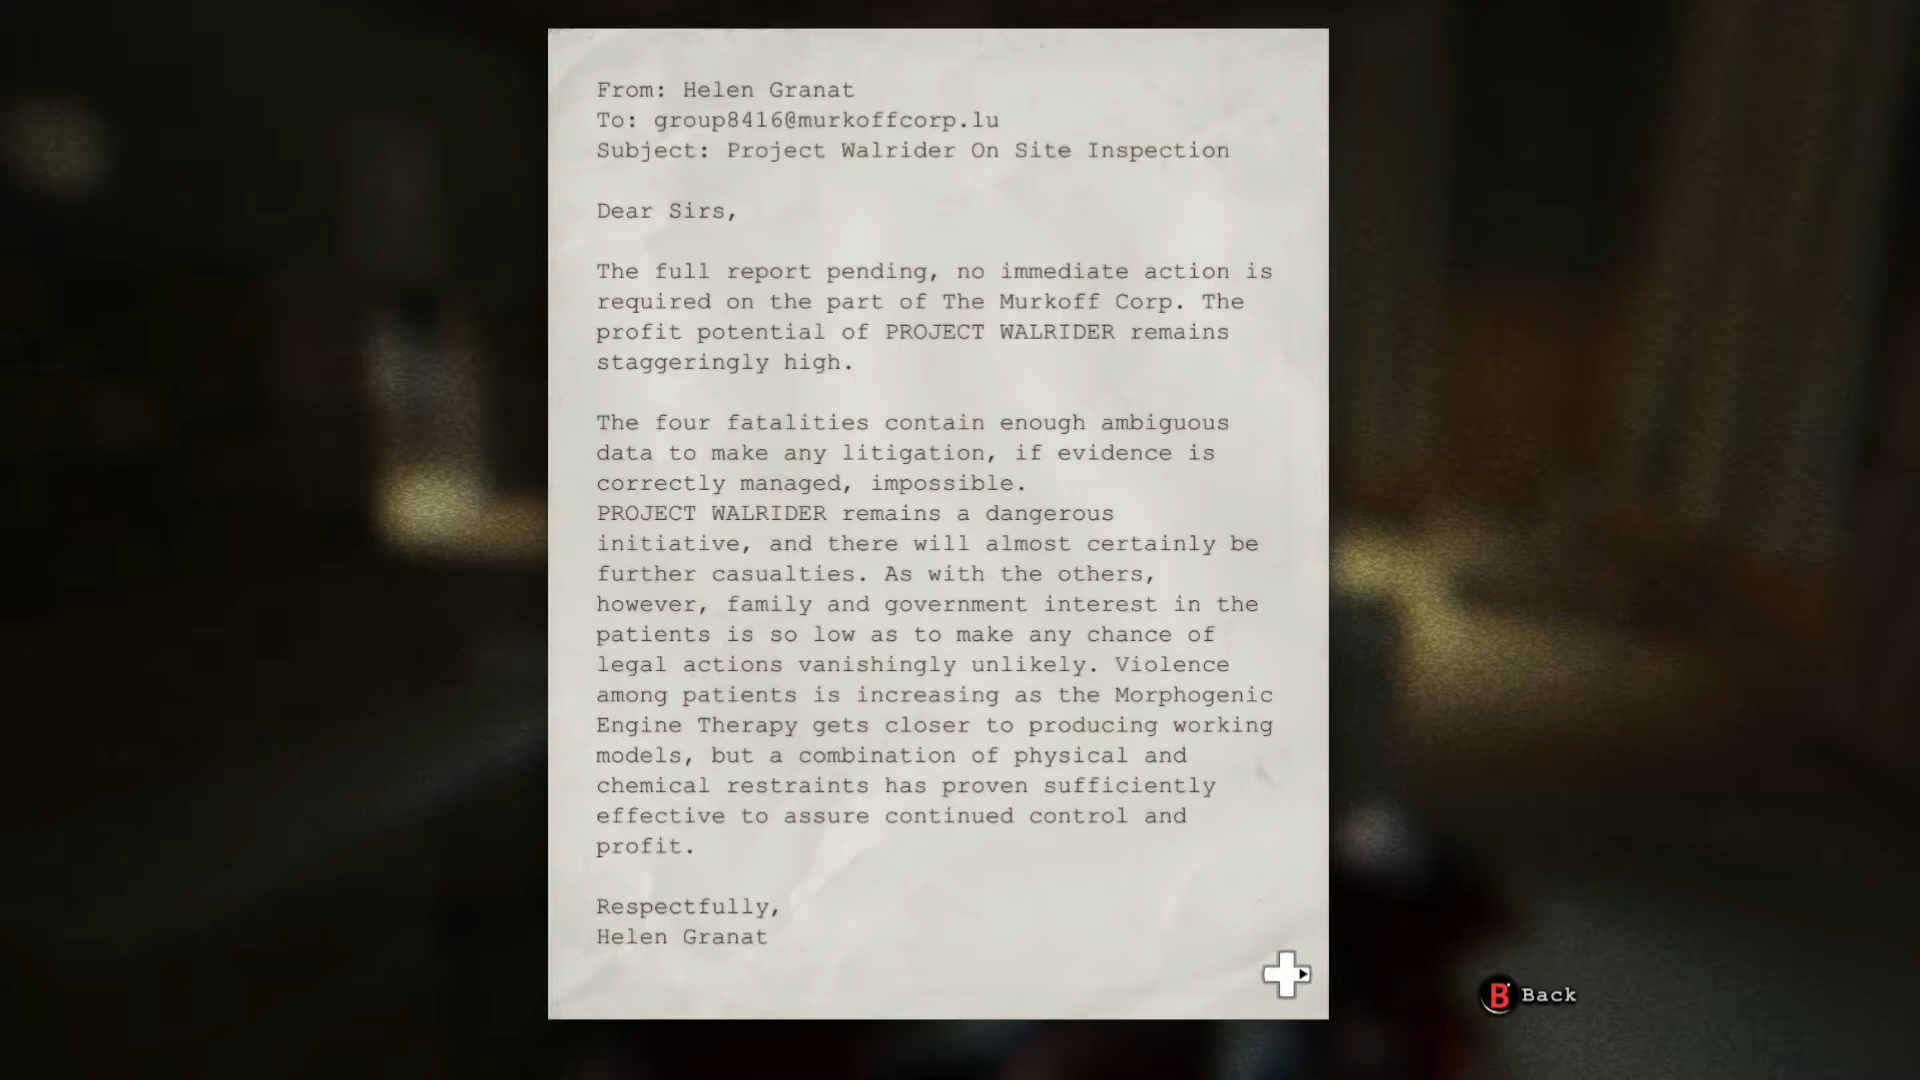 From: Helen Granat
To: group8416@murkoffcorp.lu
Subject: Project Walrider On Site Inspection
Dear Sirs,
The full report pending, no immediate action is
required on the part of The Murkoff Corp. The
profit potential of PROJECT WALRIDER remains
staggeringly high.
The four fatalities contain enough ambiguous
data to make any litigation, if evidence is
correctly managed, impossible.
PROJECT WALRIDER remains a dangerous
initiative, and there will almost certainly be
further casualties. As with the others,
however, family and government interest in the
patients is so low as to make any chance of
legal actions vanishingly unlikely. Violence
among patients is increasing as the Morphogenic
Engine Therapy gets closer to producing working
models, but a combination of physical and
chemical restraints has proven sufficiently
effective to assure continued control and
profit.
Respectfully,
Helen Granat
B Back